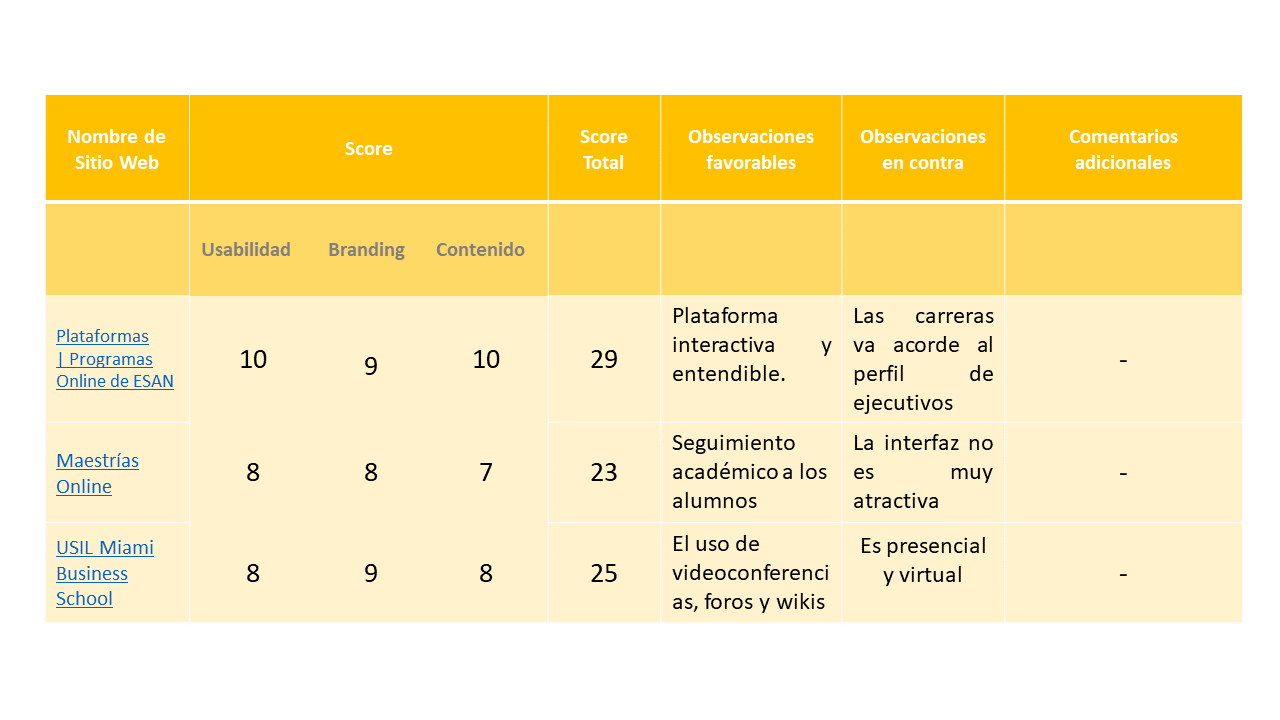 Nombre de
Sitio Web
Score
Score
Total
Observaciones
favorables
Observaciones
en contra
Comentarios
adicionales
Usabilidad
Branding
Contenido
Plataformas
| Programas
Online de ESAN
10
9
10
29
Plataforma
interactiva y
entendible.
Las carreras
va acorde al
perfil de
ejecutivos
-
Maestrías
Online
8
8
7
23
Seguimiento
académico a los
alumnos
La interfaz no
es muy
atractiva
-
USIL Miami
Business
School
8
9
8
25
El uso de
videoconferenci
as, foros y wikis
Es presencial
y virtual
-